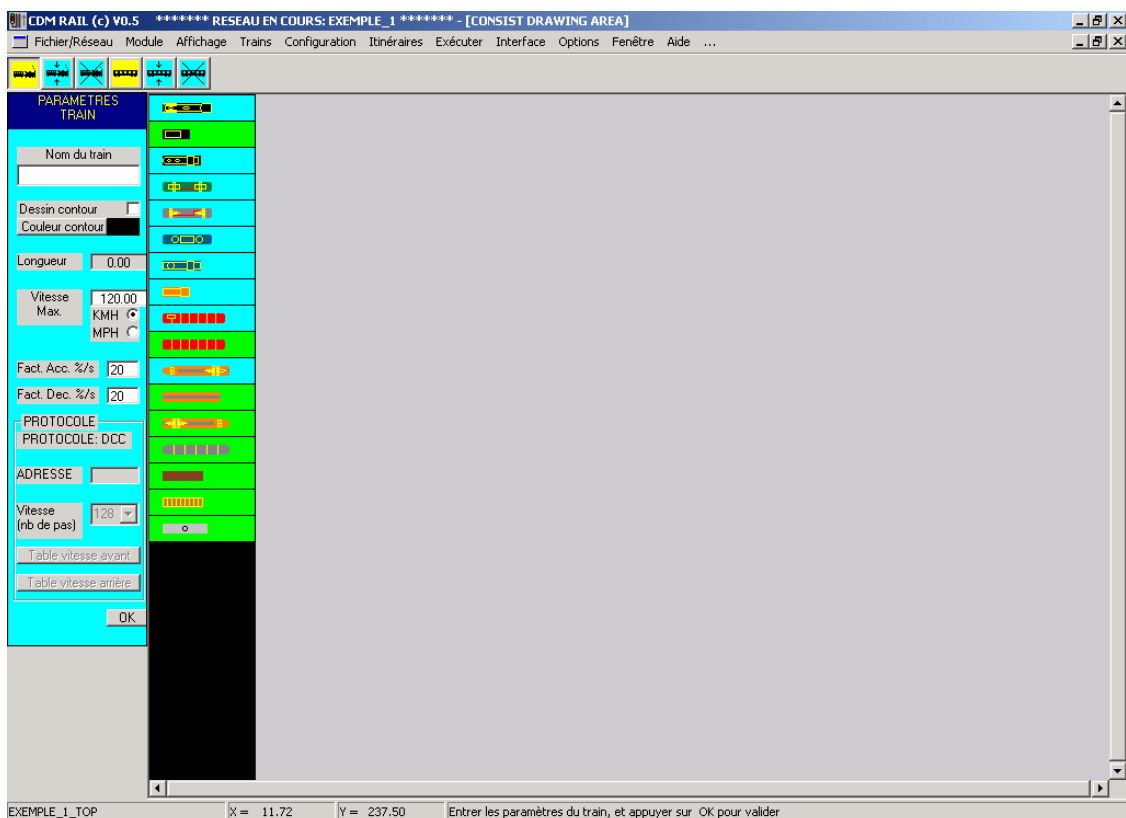 CDM RAIL (c) V0.5 ******* RESEAU EN COURS: EXEMPLE_1 ******* - [CONSIST DRAWING AREA]
Fichier/Réseau Module Affichage Trains Configuration Itinéraires Exécuter Interface Options Fenêtre Aide ...
PARAMETRES
TRAIN
Nom du train
Dessin contour
Couleur contour
Longueur 0.00
Vitesse 120.00
Max. KMH
MPH
Fact. Acc. %/s 20
Fact. Dec. %/s 20
PROTOCOLE
PROTOCOLE: DCC
ADRESSE
Vitesse 128
(nb de pas)
Table vitesse avant
Table vitesse arrière
OK
EXEMPLE_1_TOP X = 11.72 Y = 237.50 Entrer les paramètres du train, et appuyer sur OK pour valider